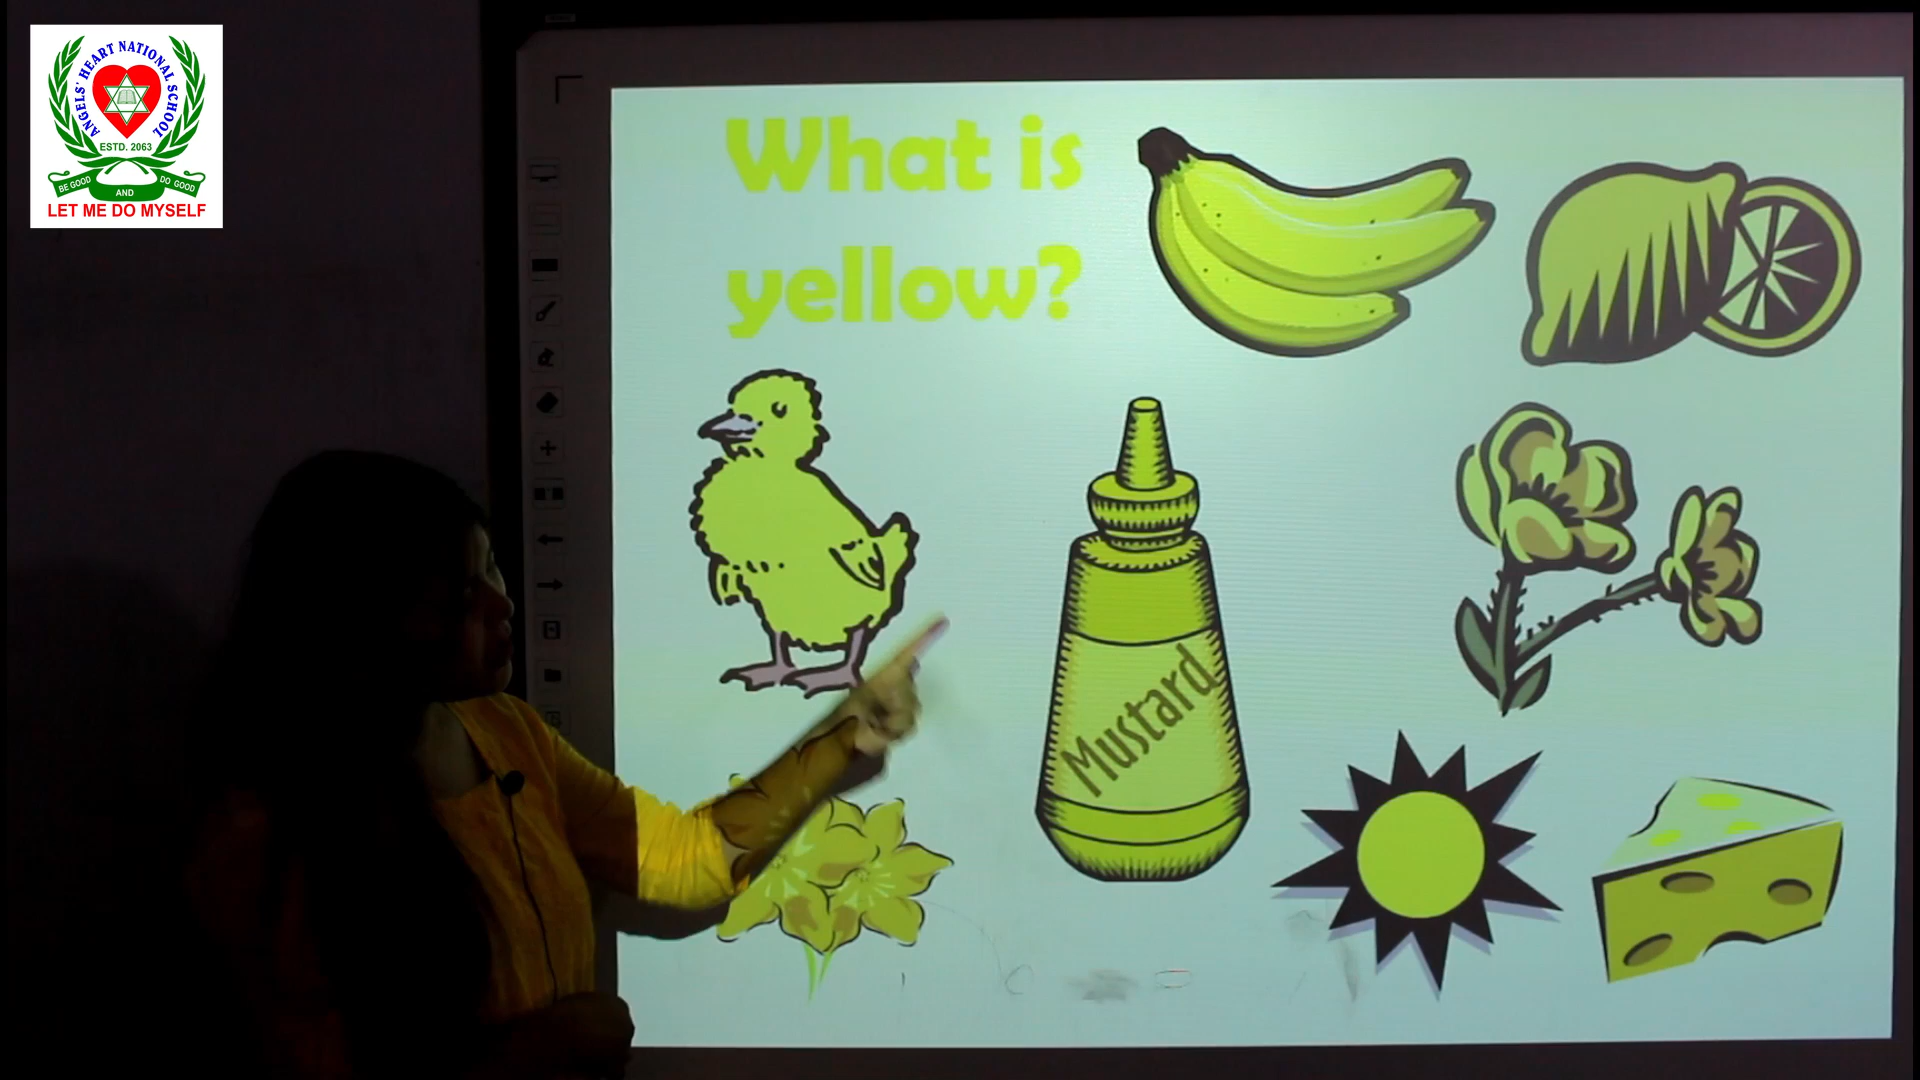 ANGELS' HEART NATIONAL SCHOOL
ESTD. 2063
BE GOOD AND DO GOOD
LET ME DO MYSELF
What is
yellow?
Mustard